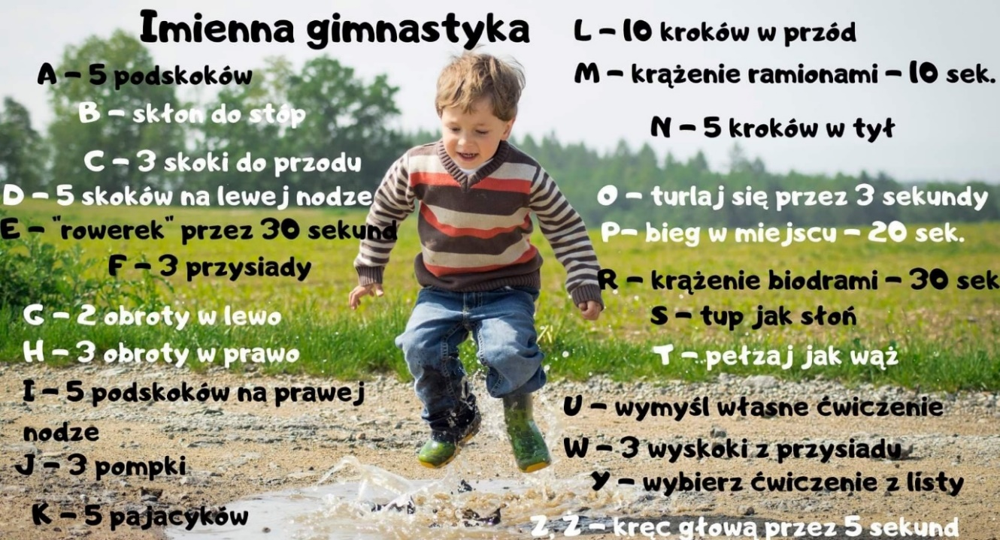 Imienna gimnastyka
A – 5 podskoków
B – skłon do stóp
C – 3 skoki do przodu
D – 5 skoków na lewej nodze
E – "rowerek" przez 30 sekund
F – 3 przysiady
G – 2 obroty w lewo
H – 3 obroty w prawo
I – 5 podskoków na prawej
nodze
J – 3 pompki
K – 5 pajacyków
L – 10 kroków w przód
M – krążenie ramionami – 10 sek.
N – 5 kroków w tył
O – turlaj się przez 3 sekundy
P– bieg w miejscu – 20 sek.
R – krążenie biodrami – 30 sek
S – tup jak słoń
T – pełzaj jak wąż
U – wymyśl własne ćwiczenie
W – 3 wyskoki z przysiadu
Y – wybierz ćwiczenie z listy
Z, Ż – kręc głową przez 5 sekund